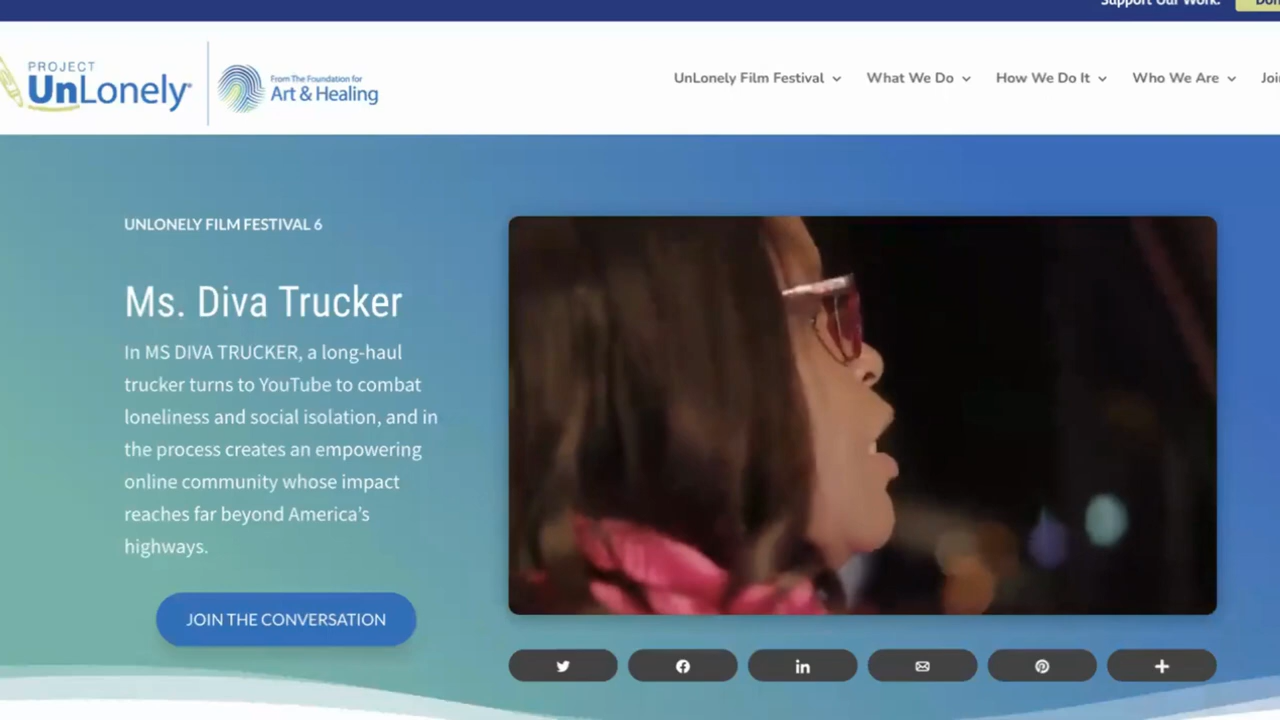 Support Our Work.
PROJECT
UnLonely®
From The Foundation for
Art & Healing
UnLonely Film Festival
What We Do
How We Do It
Who We Are
UNLONELY FILM FESTIVAL 6
Ms. Diva Trucker
In MS DIVA TRUCKER, a long-haul
trucker turns to YouTube to combat
loneliness and social isolation, and in
the process creates an empowering
online community whose impact
reaches far beyond America's
highways.
JOIN THE CONVERSATION
in